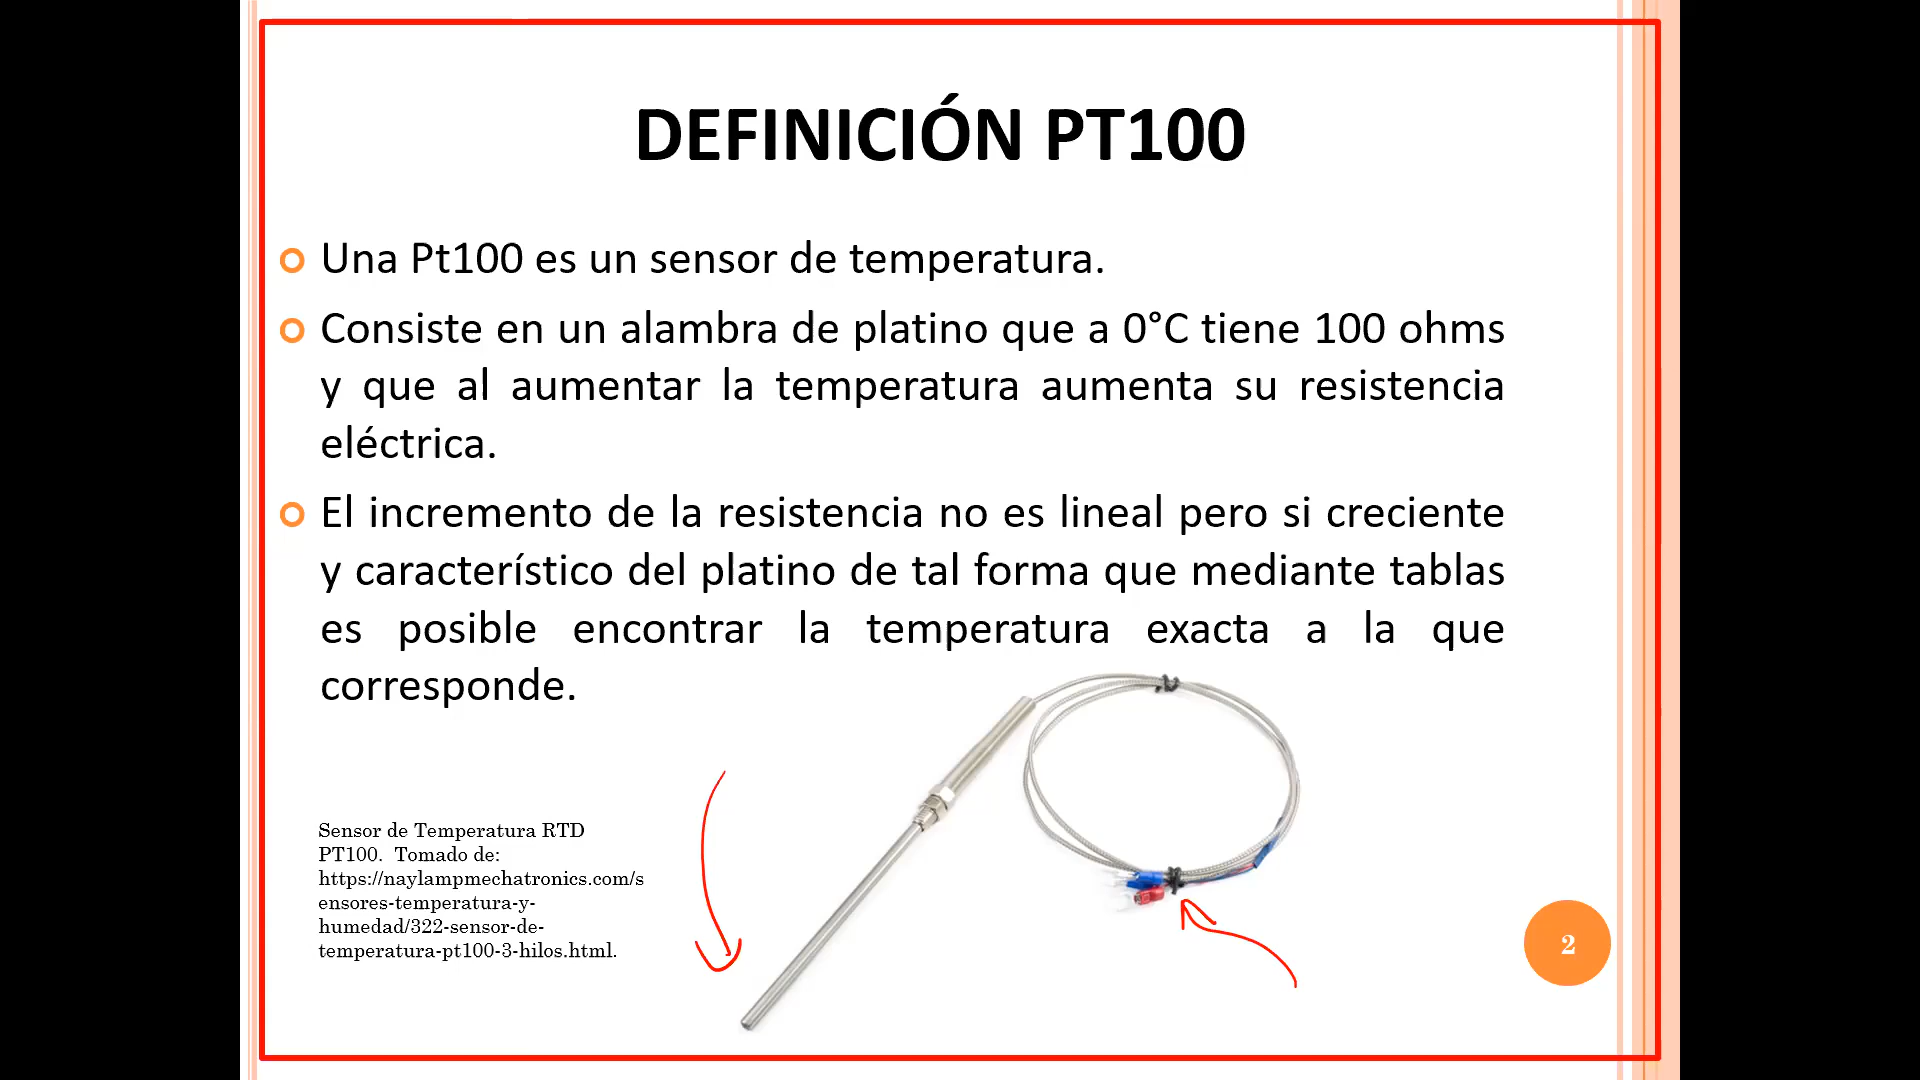 DEFINICIÓN PT100
Una Pt100 es un sensor de temperatura.
Consiste en un alambra de platino que a 0°C tiene 100 ohms
y que al aumentar la temperatura aumenta su resistencia
eléctrica.
El incremento de la resistencia no es lineal pero si creciente
y característico del platino de tal forma que mediante tablas
es posible encontrar la temperatura exacta a la que
corresponde.
Sensor de Temperatura RTD
PT100. Tomado de:
https://naylampmechatronics.com/s
ensores-temperatura-y-
humedad/322-sensor-de-
temperatura-pt100-3-hilos.html.
2